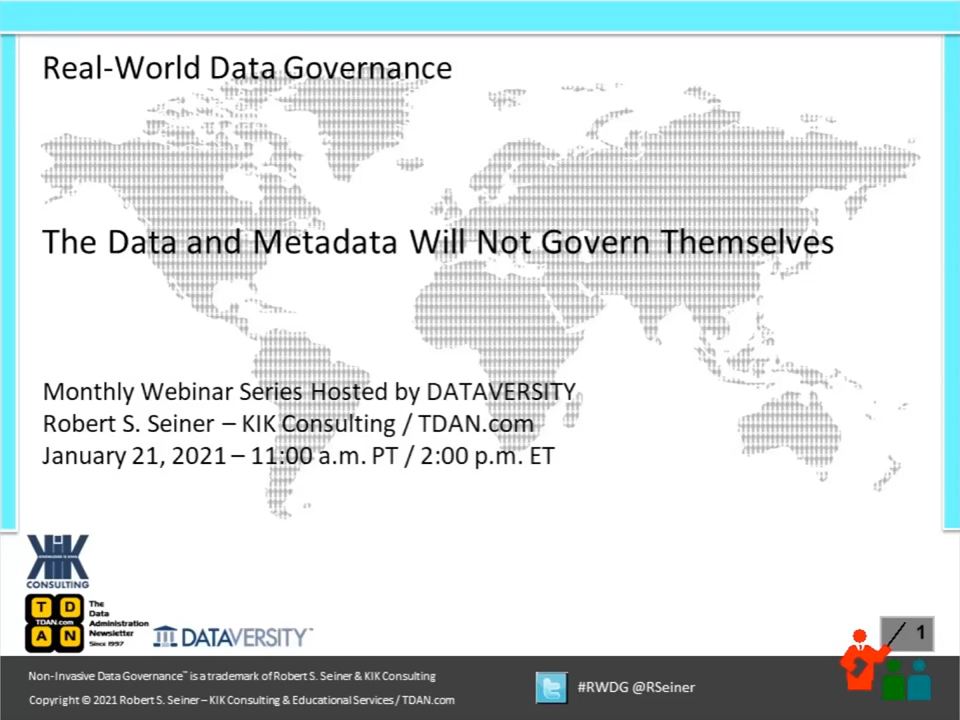 Real-World Data Governance
The Data and Metadata Will Not Govern Themselves
Monthly Webinar Series Hosted by DATAVERSITY
Robert S. Seiner – KIK Consulting / TDAN.com
January 21, 2021 – 11:00 a.m. PT / 2:00 p.m. ET
KIK
CONSULTING
T D
TDAN.com
A N
The
Data
Administration
Newsletter
Since 1997
DATAVERSITY™
1
Non-Invasive Data Governance™ is a trademark of Robert S. Seiner & KIK Consulting
Copyright © 2021 Robert S. Seiner – KIK Consulting & Educational Services / TDAN.com
#RWDG @RSeiner